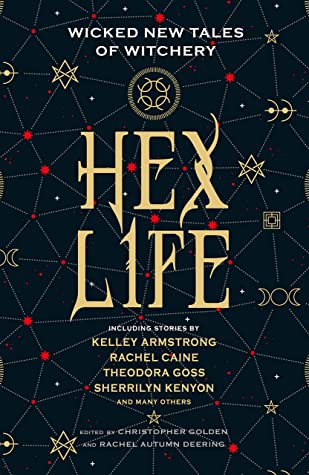 WICKED NEW TALES
OF WITCHERY
HEX
LIFE
INCLUDING STORIES BY
KELLEY ARMSTRONG
RACHEL CAINE
THEODORA GOSS
SHERRILYN KENYON
AND MANY OTHERS
EDITED BY CHRISTOPHER GOLDEN
AND RACHEL AUTUMN DEERING